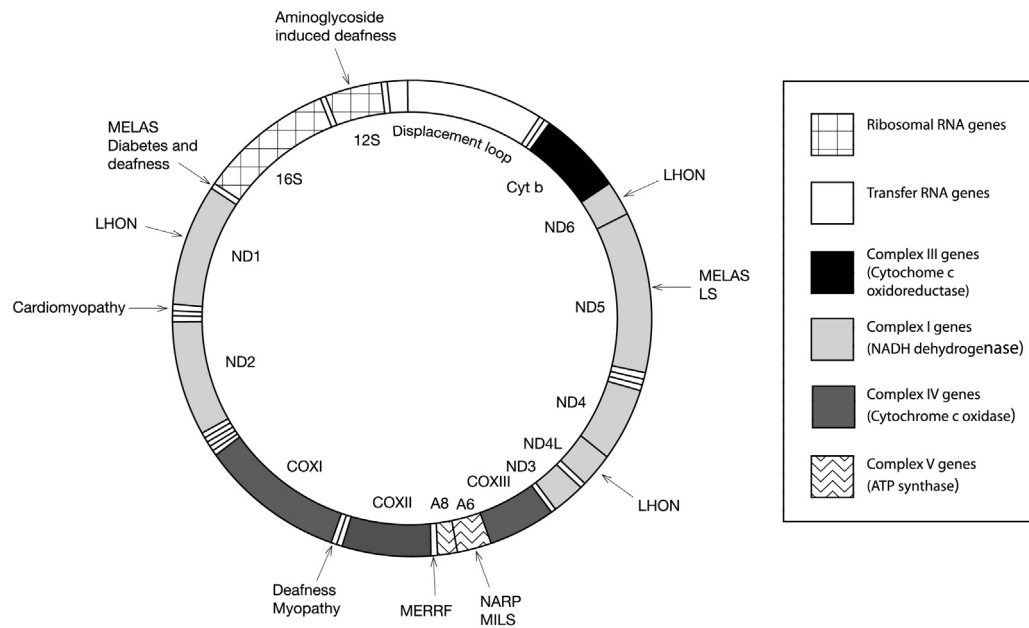 Aminoglycoside
induced deafness
MELAS
Diabetes and
deafness
12S
Displacement loop
16S
Cyt b
LHON
LHON
ND6
ND1
MELAS
LS
ND5
Cardiomyopathy
ND2
ND4
ND4L
ND3
COXI
COXIII
COXII
A8
A6
LHON
Deafness
Myopathy
MERRF
NARP
MILS
Ribosomal RNA genes
Transfer RNA genes
Complex III genes
(Cytochome c
oxidoreductase)
Complex I genes
(NADH dehydrogenase)
Complex IV genes
(Cytochrome c oxidase)
Complex V genes
(ATP synthase)